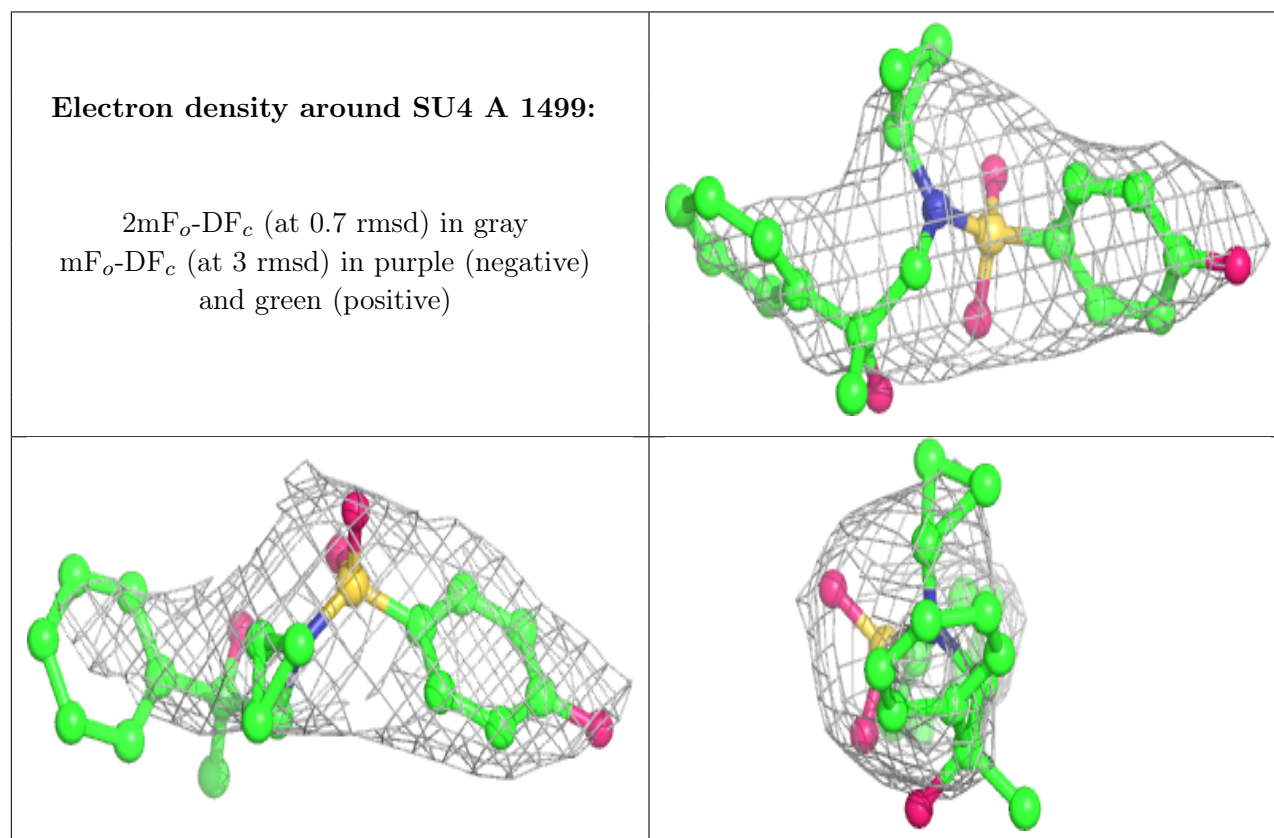 Electron density around SU4 A 1499:
2mFo-DFc (at 0.7 rmsd) in gray
mFo-DFc (at 3 rmsd) in purple (negative)
and green (positive)